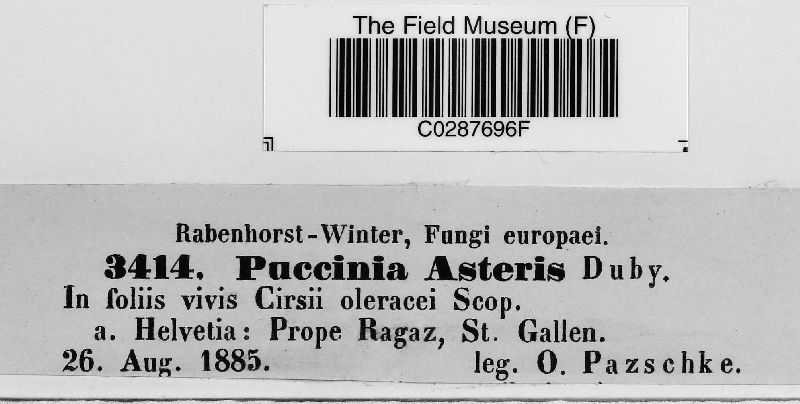 The Field Museum (F)
C0287696F
Rabenhorst-Winter, Fungi europaei.
3414. Puccinia Asteris Duby.
In foliis vivis Cirsii oleracei Scop.
a. Helvetia: Prope Ragaz, St. Gallen.
26. Aug. 1885. leg. O. Pazschke.